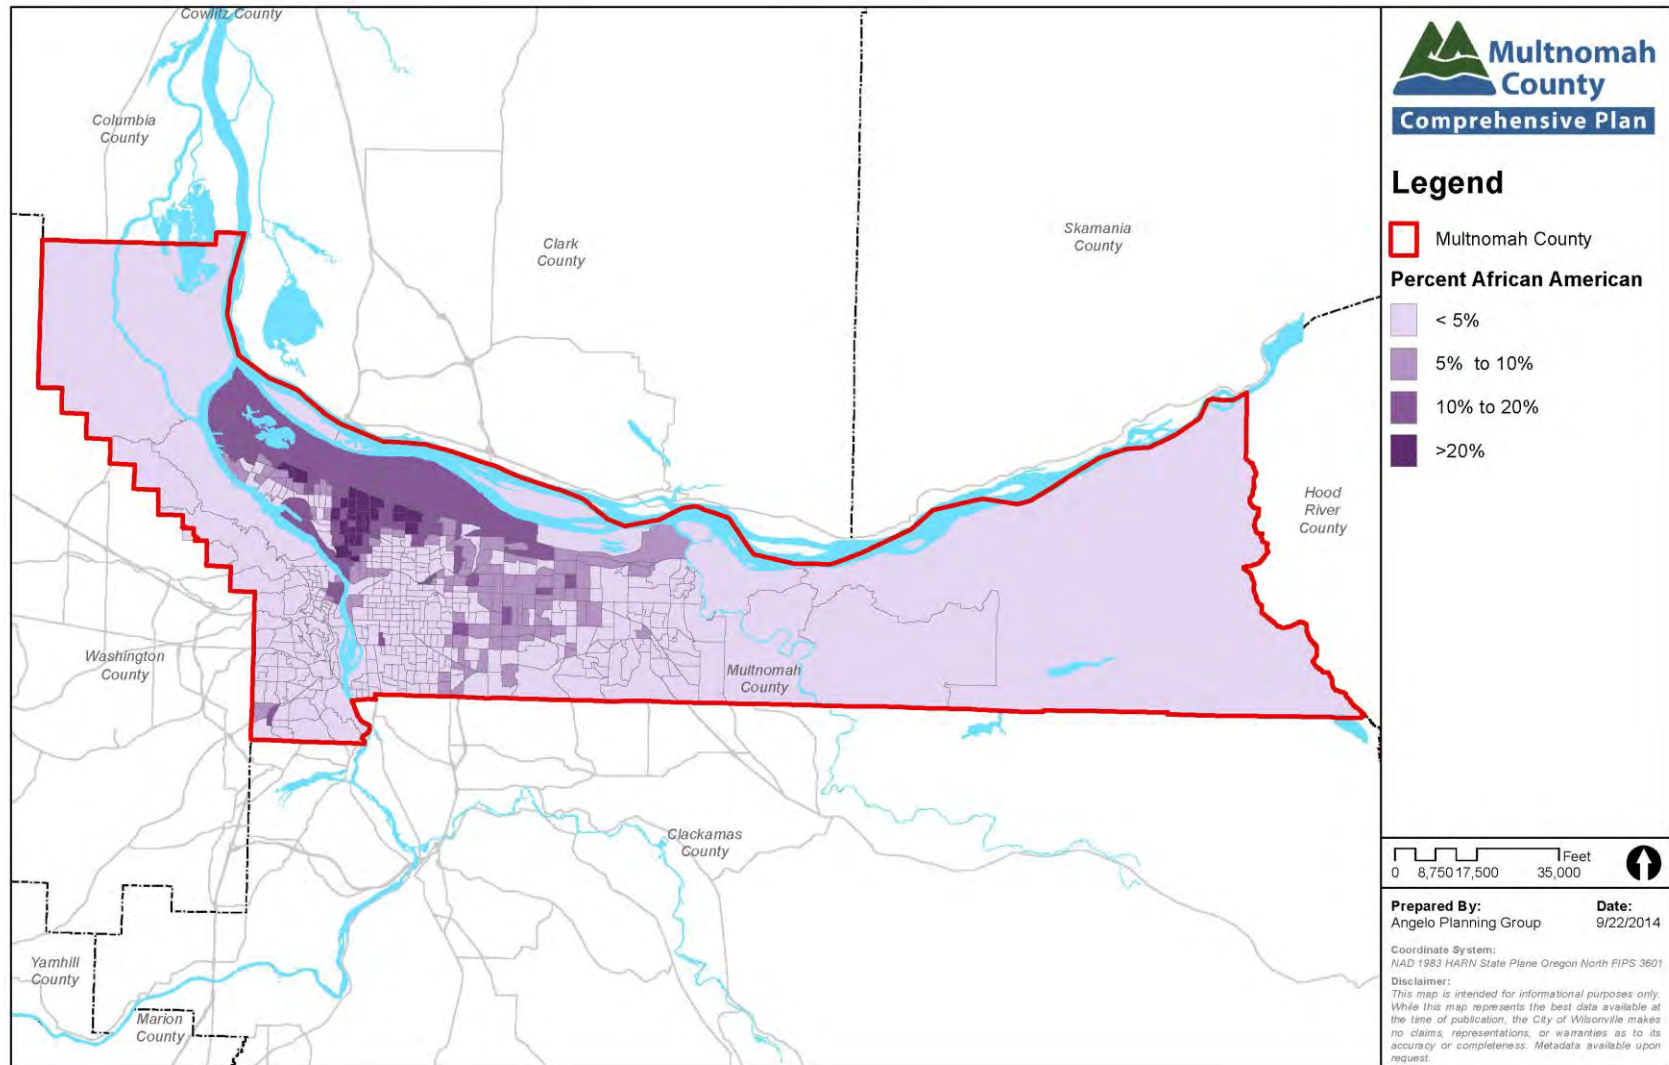 Cowlitz County
Columbia
County
Clark
County
Skamania
County
Hood
River
County
Washington
County
Multnomah
County
Clackamas
County
Yamhill
County
Marion
County
Multnomah
County
Comprehensive Plan
Legend
Multnomah County
Percent African American
< 5%
5% to 10%
10% to 20%
>20%
Feet
0 8,750 17,500 35,000
Prepared By: Date:
Angelo Planning Group 9/22/2014
Coordinate System:
NAD 1983 HARN State Plane Oregon North FIPS 3601
Disclaimer:
This map is intended for informational purposes only.
While this map represents the best data available at
the time of publication, the City of Wilsonville makes
no claims, representations, or warranties as to its
accuracy or completeness. Metadata available upon
request.